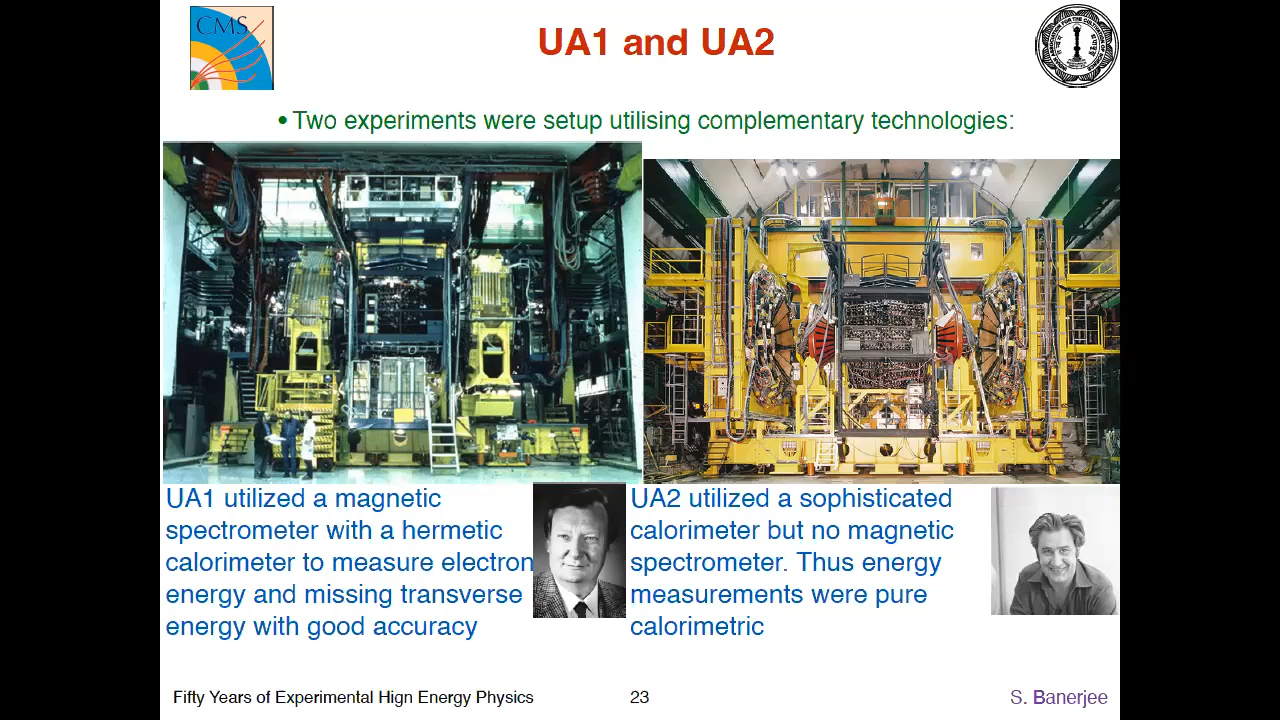 CMS
UA1 and UA2
• Two experiments were setup utilising complementary technologies:
UA1 utilized a magnetic
spectrometer with a hermetic
calorimeter to measure electron
energy and missing transverse
energy with good accuracy
UA2 utilized a sophisticated
calorimeter but no magnetic
spectrometer. Thus energy
measurements were pure
calorimetric
Fifty Years of Experimental Hign Energy Physics
23
S. Banerjee